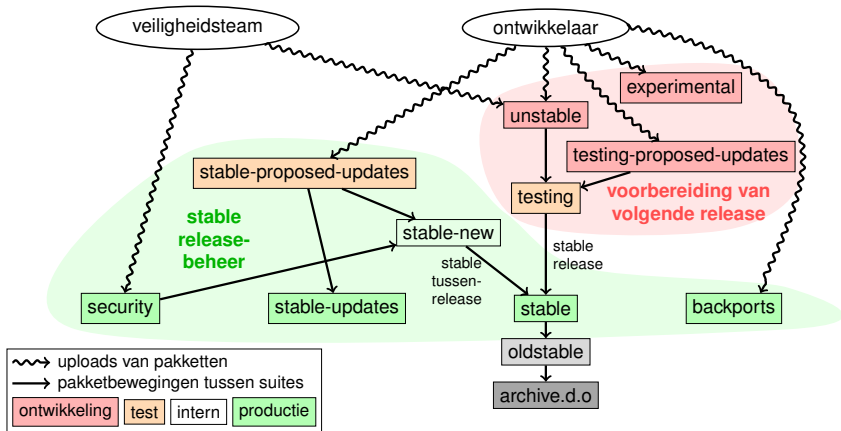 veiligheidsteam
ontwikkelaar
experimental
unstable
testing-proposed-updates
stable-proposed-updates
testing
voorbereiding van
volgende release
stable
release-
beheer
stable-new
stable
release
stable
tussen-
release
security
stable-updates
stable
backports
oldstable
archive.d.o
uploads van pakketten
pakketbewegingen tussen suites
ontwikkeling
test
intern
productie